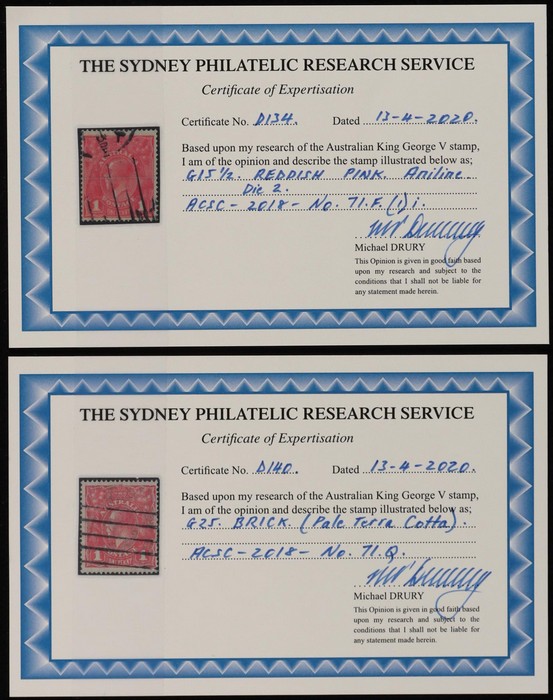 THE SYDNEY PHILATELIC RESEARCH SERVICE
Certificate of Expertisation
Certificate No. D134. Dated 13-4-2020.
Based upon my research of the Australian King George V stamp,
I am of the opinion and describe the stamp illustrated below as;
G15½. REDDISH PINK. Aniline
Die 2.
ACSC-2018-No. 71.F.(1)i.
Michael DRURY
This Opinion is given in good faith based
upon my research and subject to the
conditions that I shall not be liable for
any statement made herein.
THE SYDNEY PHILATELIC RESEARCH SERVICE
Certificate of Expertisation
Certificate No. D140. Dated 13-4-2020.
Based upon my research of the Australian King George V stamp,
I am of the opinion and describe the stamp illustrated below as;
G25. BRICK. (Pale Terra Cotta).
ACSC-2018-No. 71.Q.
Michael DRURY
This Opinion is given in good faith based
upon my research and subject to the
conditions that I shall not be liable for
any statement made herein.